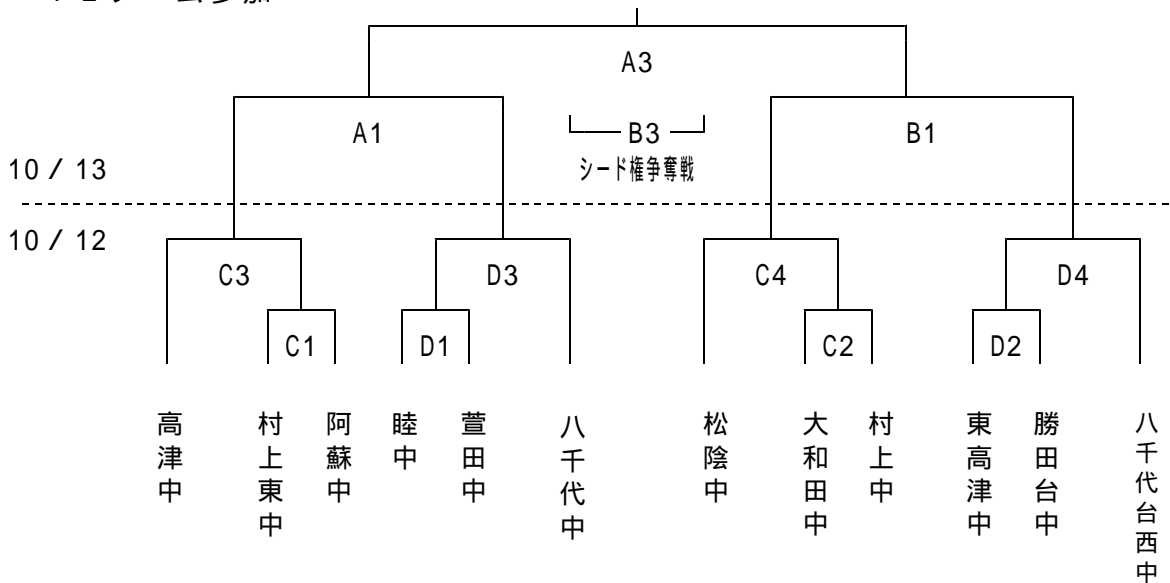 A3
A1
B3
B1
シード権争奪戦
10 / 13
10 / 12
C3
D3
C4
D4
C1
D1
C2
D2
高津中
村上東中
阿蘇中
睦中
萱田中
八千代中
松陰中
大和田中
村上中
東高津中
勝田台中
八千代台西中